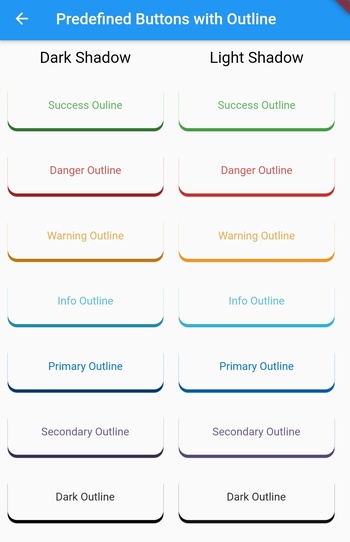 Predefined Buttons with Outline
Dark Shadow Light Shadow
Success Ouline Success Outline
Danger Outline Danger Outline
Warning Outline Warning Outline
Info Outline Info Outline
Primary Outline Primary Outline
Secondary Outline Secondary Outline
Dark Outline Dark Outline